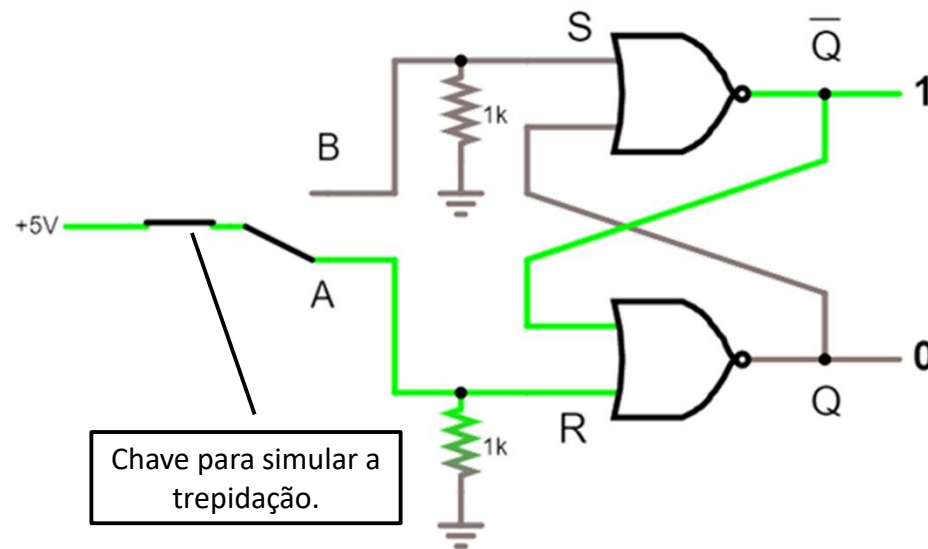 S
Q
1
1k
B
+5V
A
0
R
1k
Q
Chave para simular a
trepidação.